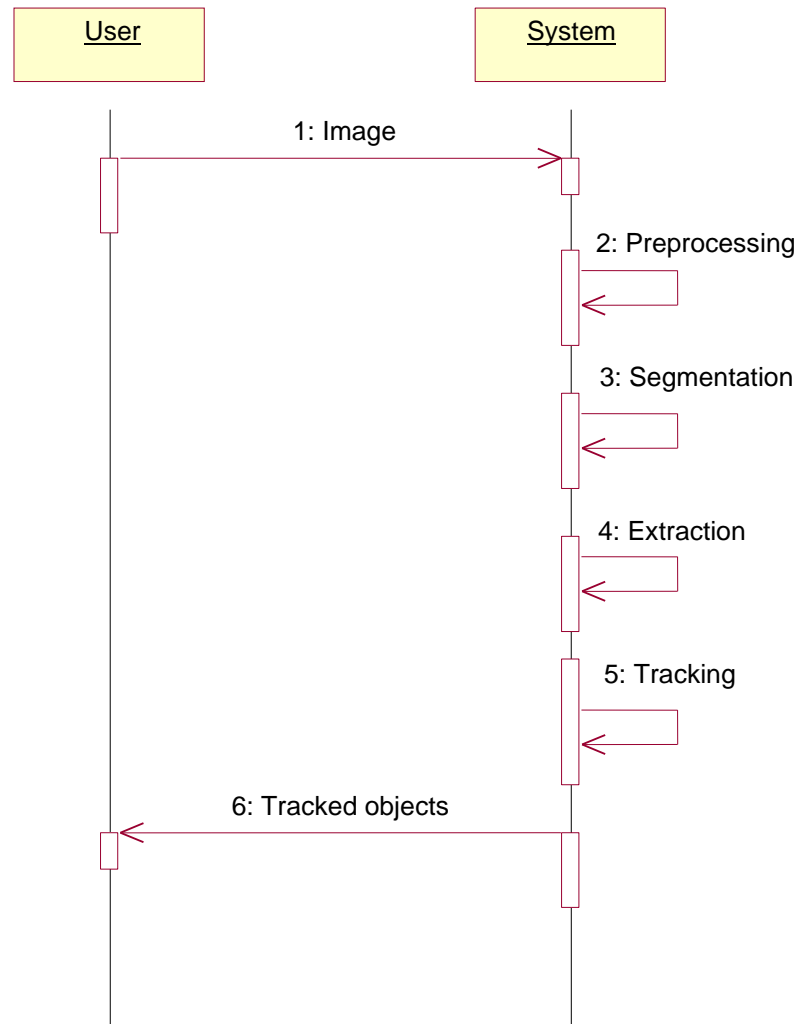 User
System
1: Image
2: Preprocessing
3: Segmentation
4: Extraction
5: Tracking
6: Tracked objects